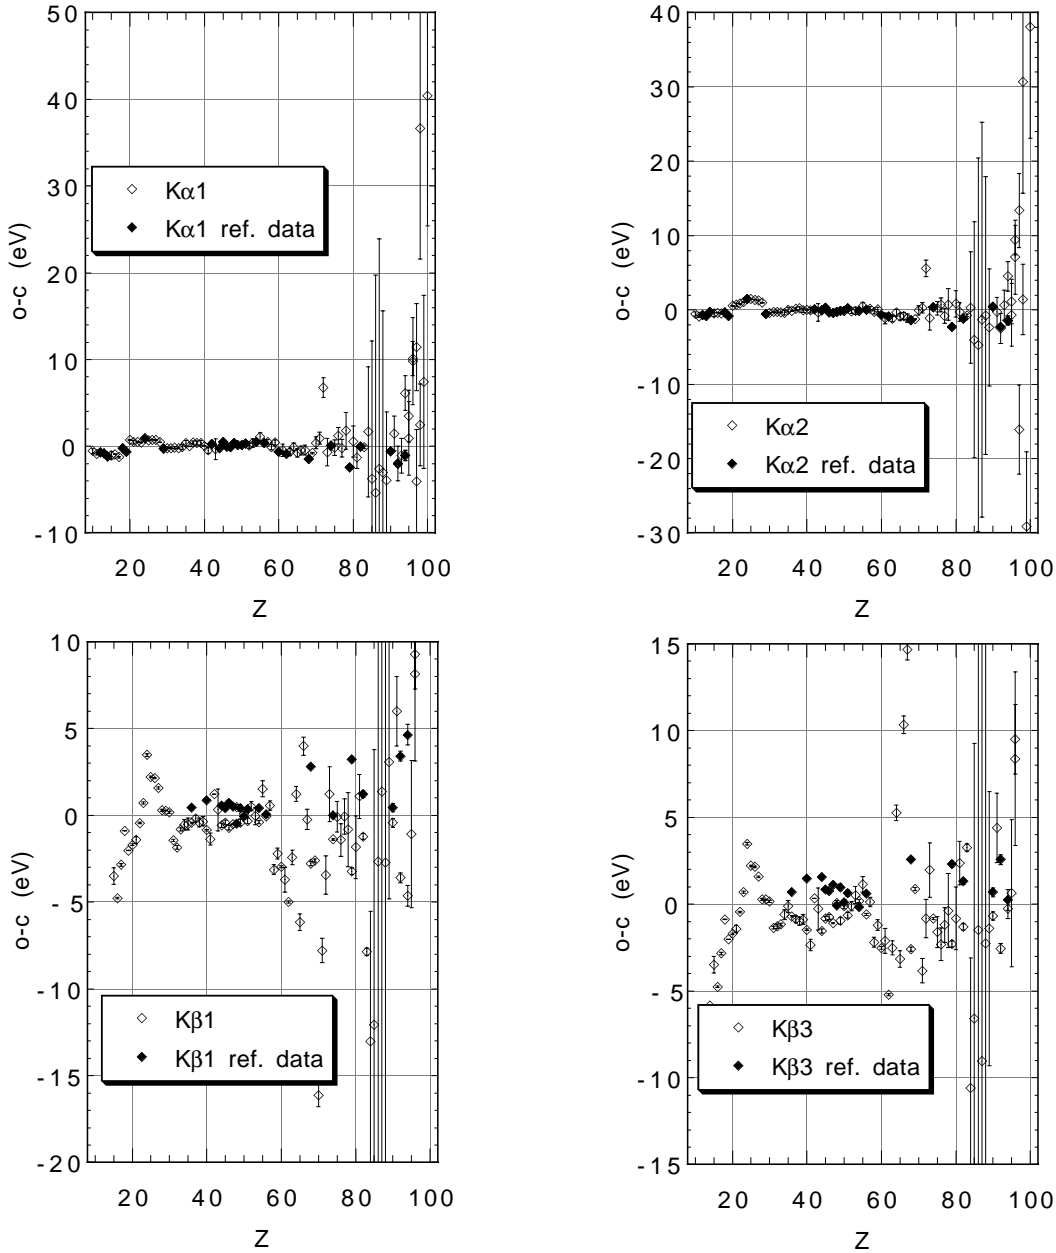 50
40
30
20
10
0
-10
o-c (eV)
Kα1
Kα1 ref. data
20 40 60 80 100
Z
40
30
20
10
0
-10
-20
-30
o-c (eV)
Kα2
Kα2 ref. data
20 40 60 80 100
Z
10
5
0
-5
-10
-15
-20
o-c (eV)
Kβ1
Kβ1 ref. data
20 40 60 80 100
Z
15
10
5
0
-5
-10
-15
o-c (eV)
Kβ3
Kβ3 ref. data
20 40 60 80 100
Z